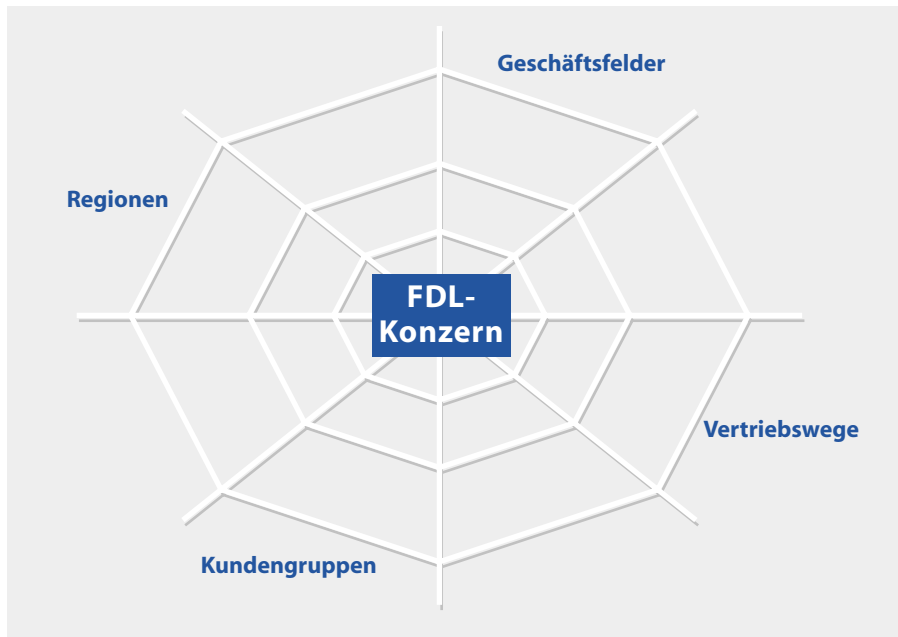 Geschäftsfelder
Regionen
FDL-
Konzern
Vertriebswege
Kundengruppen